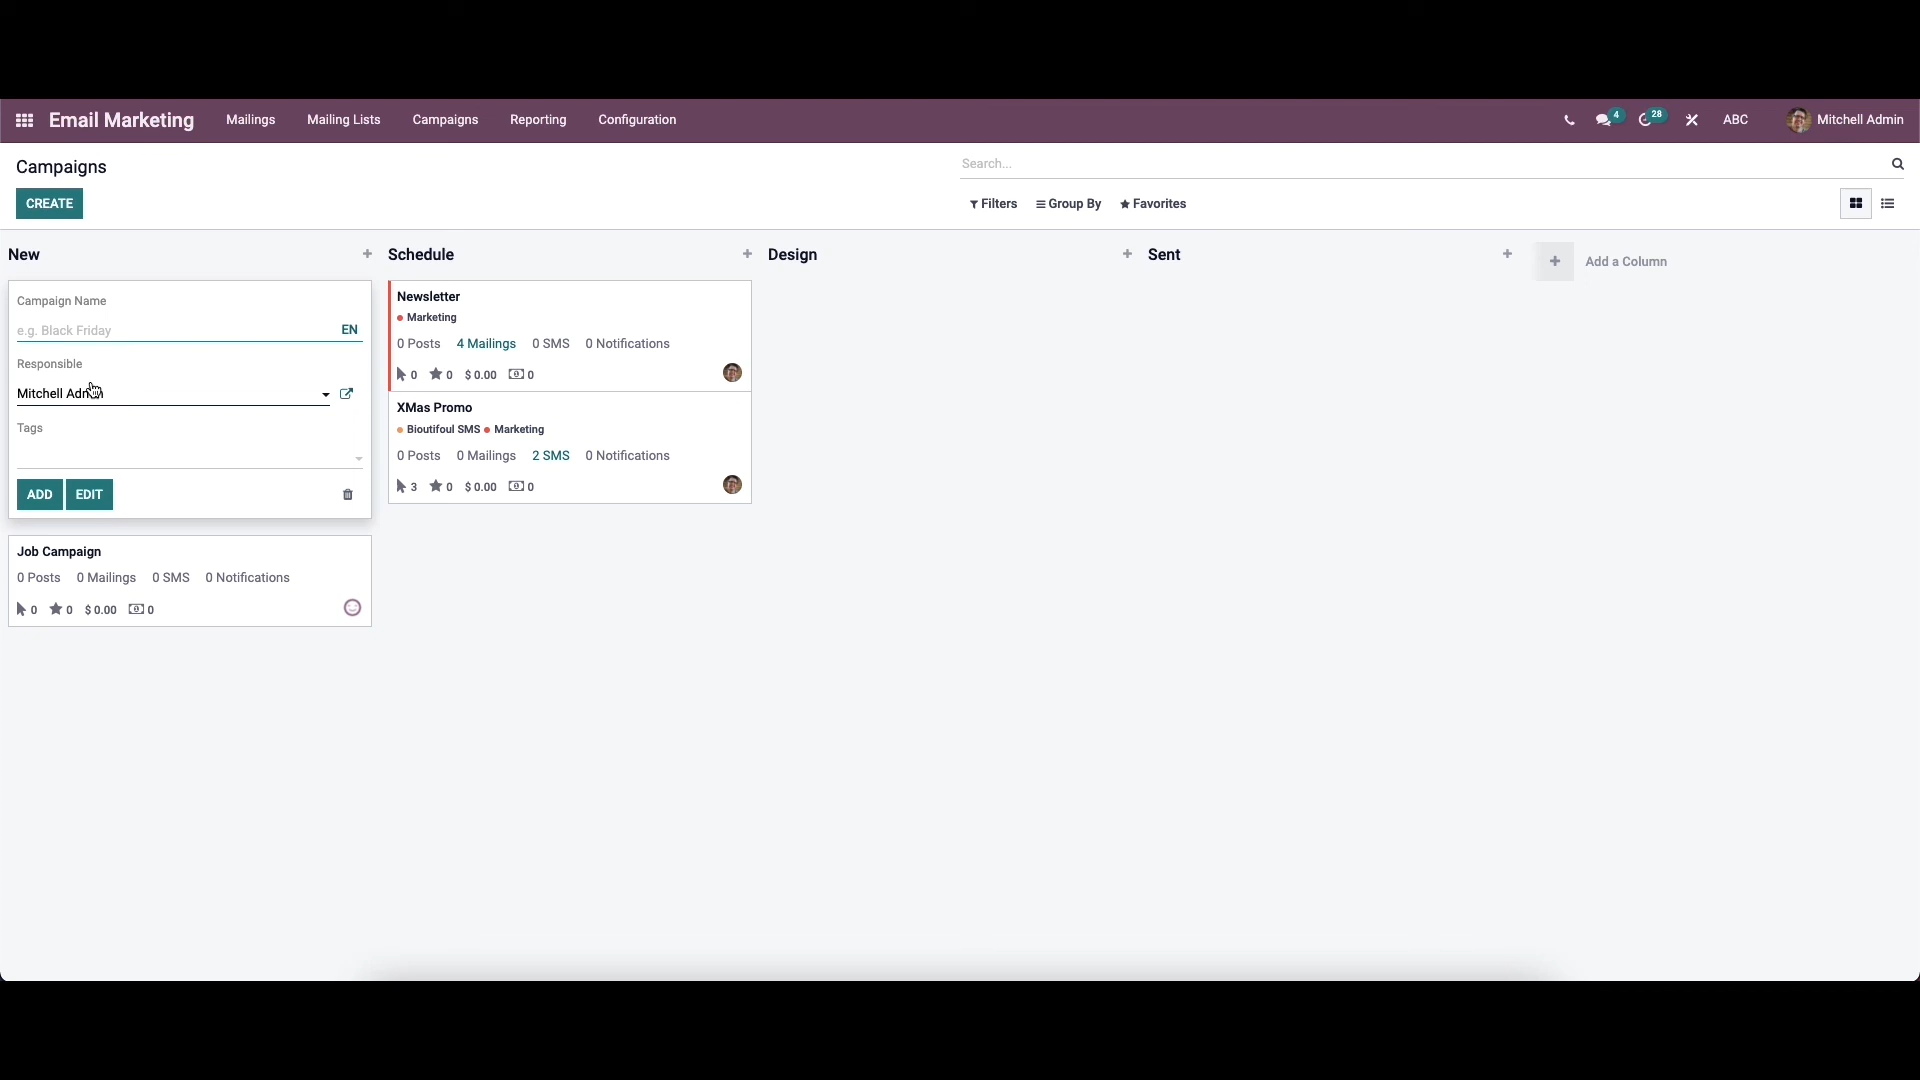 Email Marketing Mailings Mailing Lists Campaigns Reporting Configuration 4 28 ABC Mitchell Admin
Campaigns
Search...
CREATE
Filters Group By Favorites
New
Schedule
Design
Sent
Add a Column
Campaign Name
e.g. Black Friday EN
Responsible
Mitchell Admin
Tags
ADD EDIT
Job Campaign
0 Posts 0 Mailings 0 SMS 0 Notifications
0 0 $ 0.00 0
Newsletter
Marketing
0 Posts 4 Mailings 0 SMS 0 Notifications
0 0 $ 0.00 0
XMas Promo
Bioutifoul SMS Marketing
0 Posts 0 Mailings 2 SMS 0 Notifications
3 0 $ 0.00 0